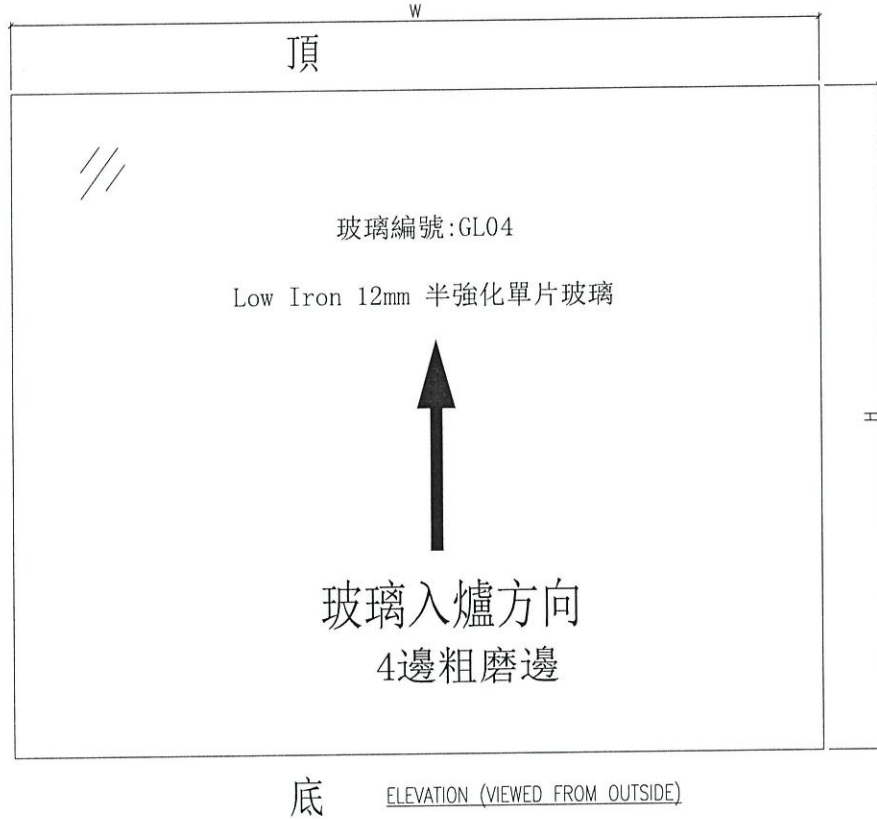 W
頂
玻璃編號:GL04
Low Iron 12mm 半強化單片玻璃
H
玻璃入爐方向
4邊粗磨邊
底
ELEVATION (VIEWED FROM OUTSIDE)